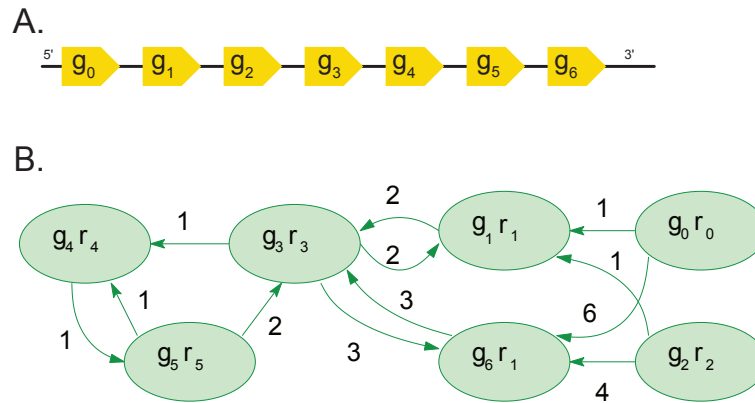 A.
5' g₀ g₁ g₂ g₃ g₄ g₅ g₆ 3'
B.
2
1 1
g₄ r₄ g₃ r₃ g₁ r₁ g₀ r₀
2 1
1 3 6
1 2
g₅ r₅ 3 g₆ r₁ g₂ r₂
4